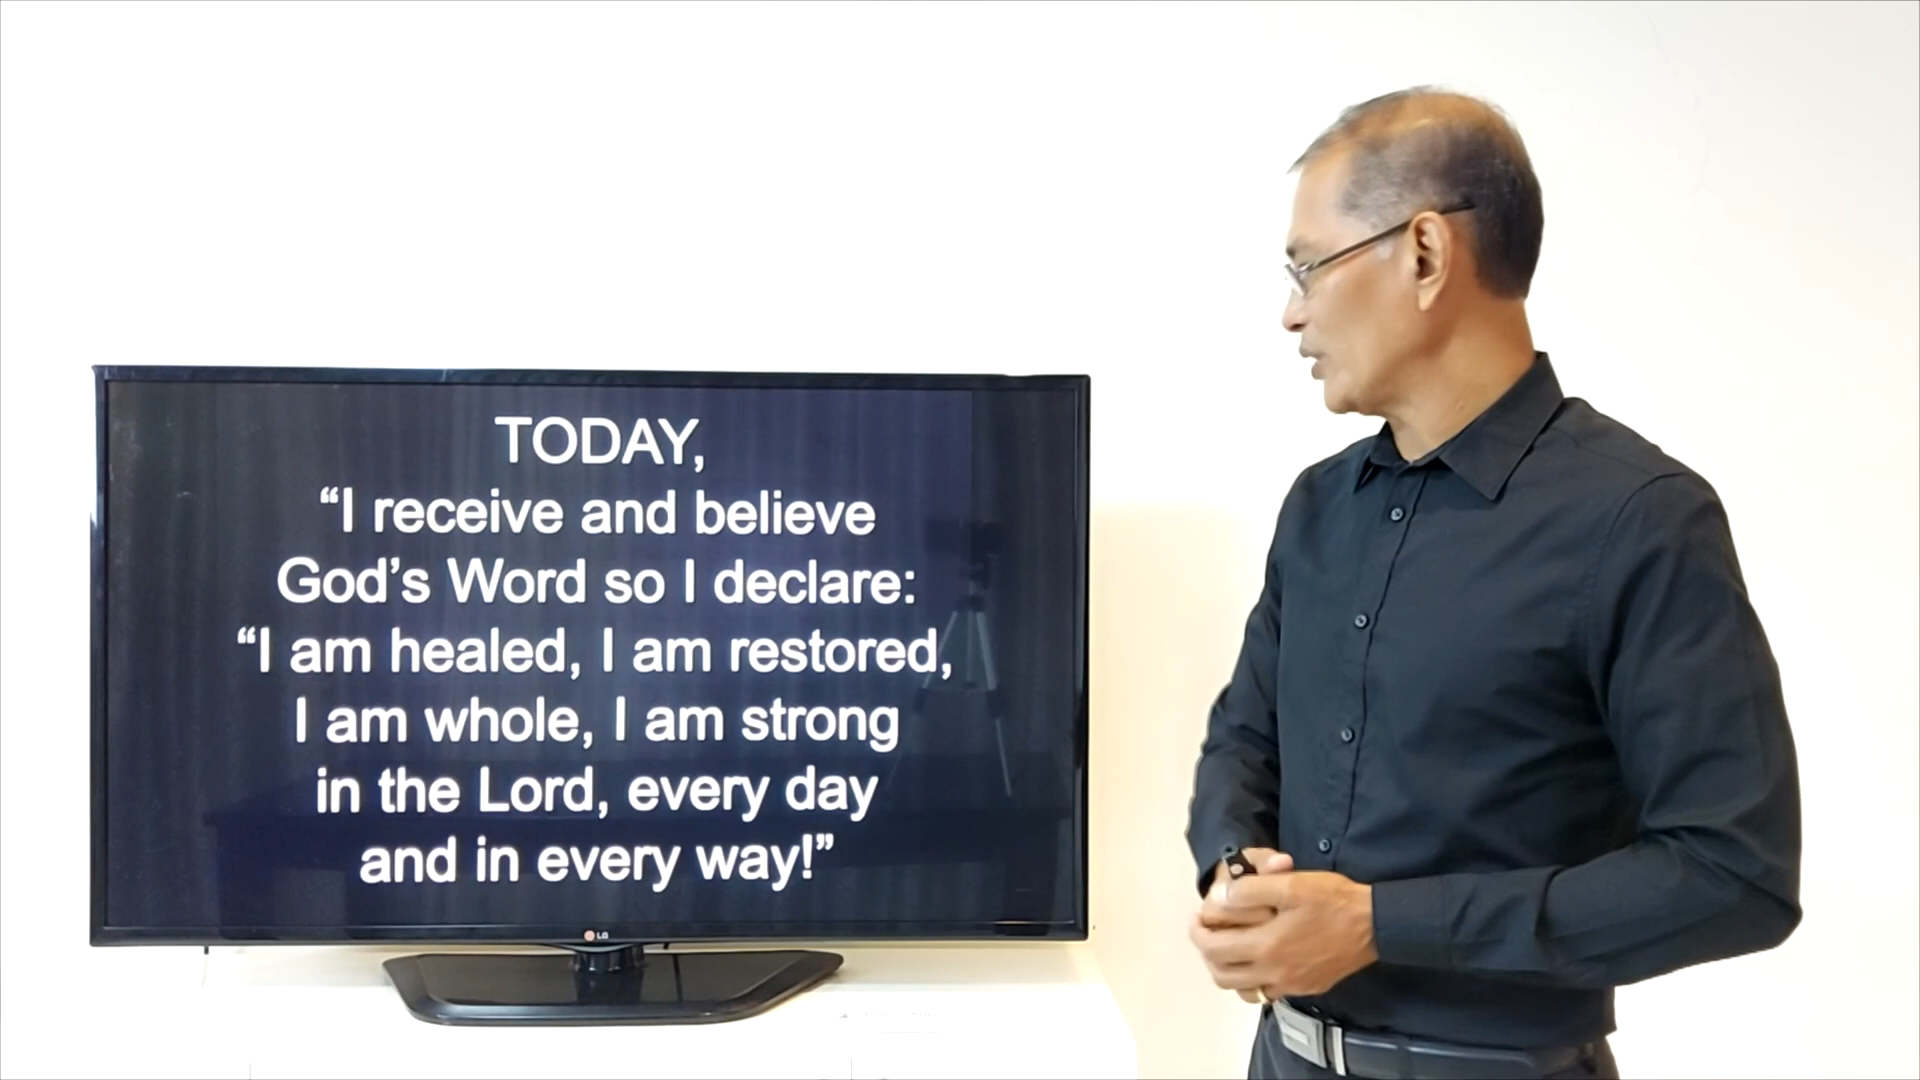 TODAY,
“I receive and believe
God’s Word so I declare:
“I am healed, I am restored,
I am whole, I am strong
in the Lord, every day
and in every way!”
LG